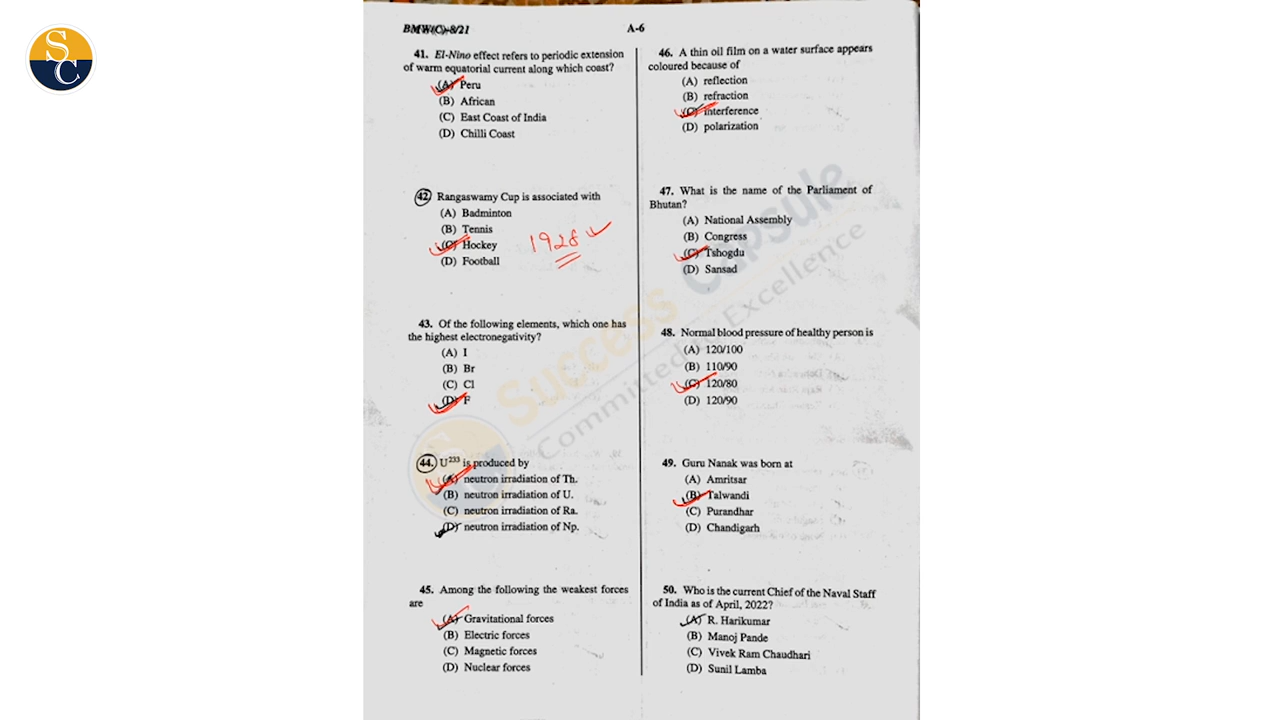 S
C
BMW(C)-8/21
A-6
41. El-Nino effect refers to periodic extension
of warm equatorial current along which coast?
(A) Peru
(B) African
(C) East Coast of India
(D) Chilli Coast
42. Rangaswamy Cup is associated with
(A) Badminton
(B) Tennis
(C) Hockey
1928
(D) Football
43. Of the following elements, which one has
the highest electronegativity?
(A) I
(B) Br
(C) Cl
(D) F
44. U²³³ is produced by
(A) neutron irradiation of Th.
(B) neutron irradiation of U.
(C) neutron irradiation of Ra.
(D) neutron irradiation of Np.
45. Among the following the weakest forces
are
(A) Gravitational forces
(B) Electric forces
(C) Magnetic forces
(D) Nuclear forces
46. A thin oil film on a water surface appears
coloured because of
(A) reflection
(B) refraction
(C) interference
(D) polarization
47. What is the name of the Parliament of
Bhutan?
(A) National Assembly
(B) Congress
(C) Tshogdu
(D) Sansad
48. Normal blood pressure of healthy person is
(A) 120/100
(B) 110/90
(C) 120/80
(D) 120/90
49. Guru Nanak was born at
(A) Amritsar
(B) Talwandi
(C) Purandhar
(D) Chandigarh
50. Who is the current Chief of the Naval Staff
of India as of April, 2022?
(A) R. Harikumar
(B) Manoj Pande
(C) Vivek Ram Chaudhari
(D) Sunil Lamba
Success Capsule
Committed to Excellence